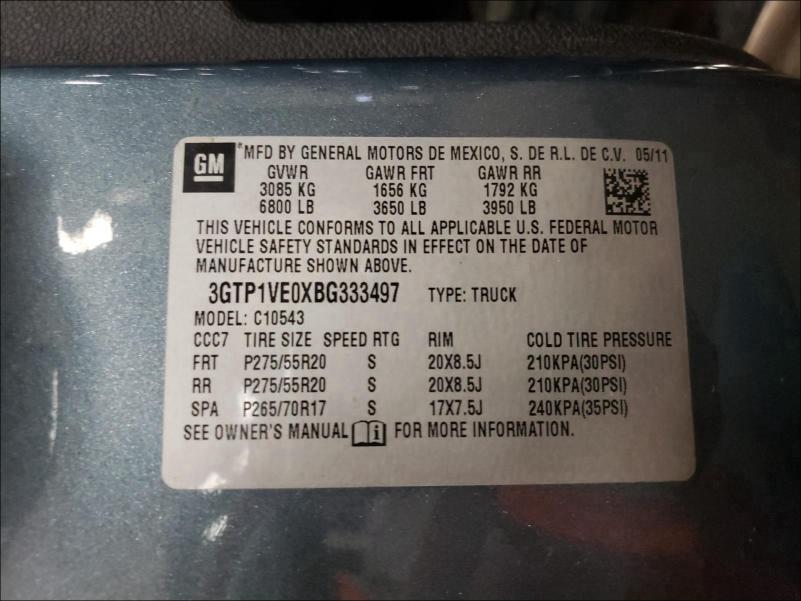 GM
*MFD BY GENERAL MOTORS DE MEXICO, S. DE R.L. DE C.V. 05/11
GVWR GAWR FRT GAWR RR
3085 KG 1656 KG 1792 KG
6800 LB 3650 LB 3950 LB
THIS VEHICLE CONFORMS TO ALL APPLICABLE U.S. FEDERAL MOTOR
VEHICLE SAFETY STANDARDS IN EFFECT ON THE DATE OF
MANUFACTURE SHOWN ABOVE.
3GTP1VE0XBG333497 TYPE: TRUCK
MODEL: C10543
CCC7 TIRE SIZE SPEED RTG RIM COLD TIRE PRESSURE
FRT P275/55R20 S 20X8.5J 210KPA(30PSI)
RR P275/55R20 S 20X8.5J 210KPA(30PSI)
SPA P265/70R17 S 17X7.5J 240KPA(35PSI)
SEE OWNER'S MANUAL i FOR MORE INFORMATION.